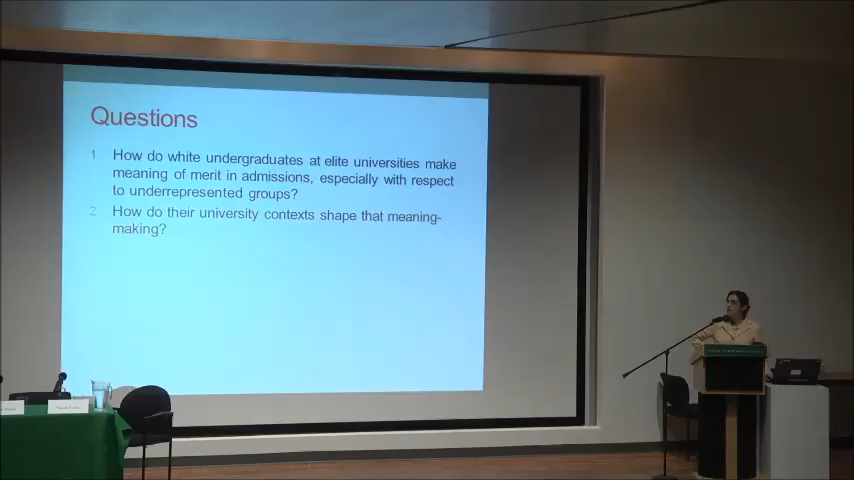 Questions
1. How do white undergraduates at elite universities make
meaning of merit in admissions, especially with respect
to underrepresented groups?
2. How do their university contexts shape that meaning-
making?